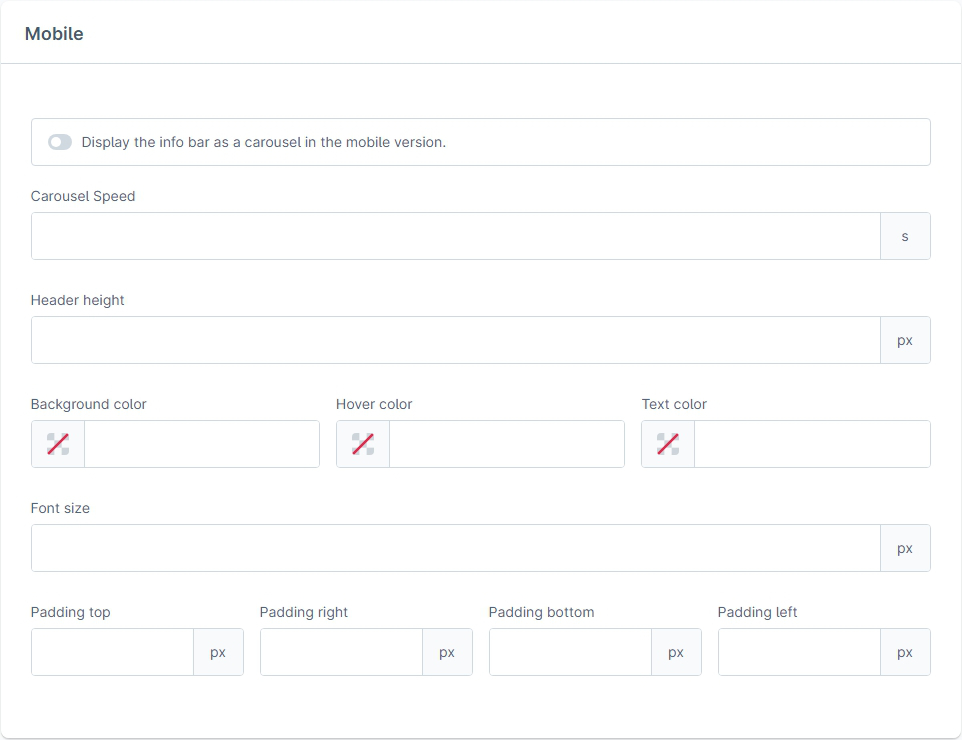 Mobile
Display the info bar as a carousel in the mobile version.
Carousel Speed
s
Header height
px
Background color Hover color Text color
Font size
px
Padding top Padding right Padding bottom Padding left
px px px px